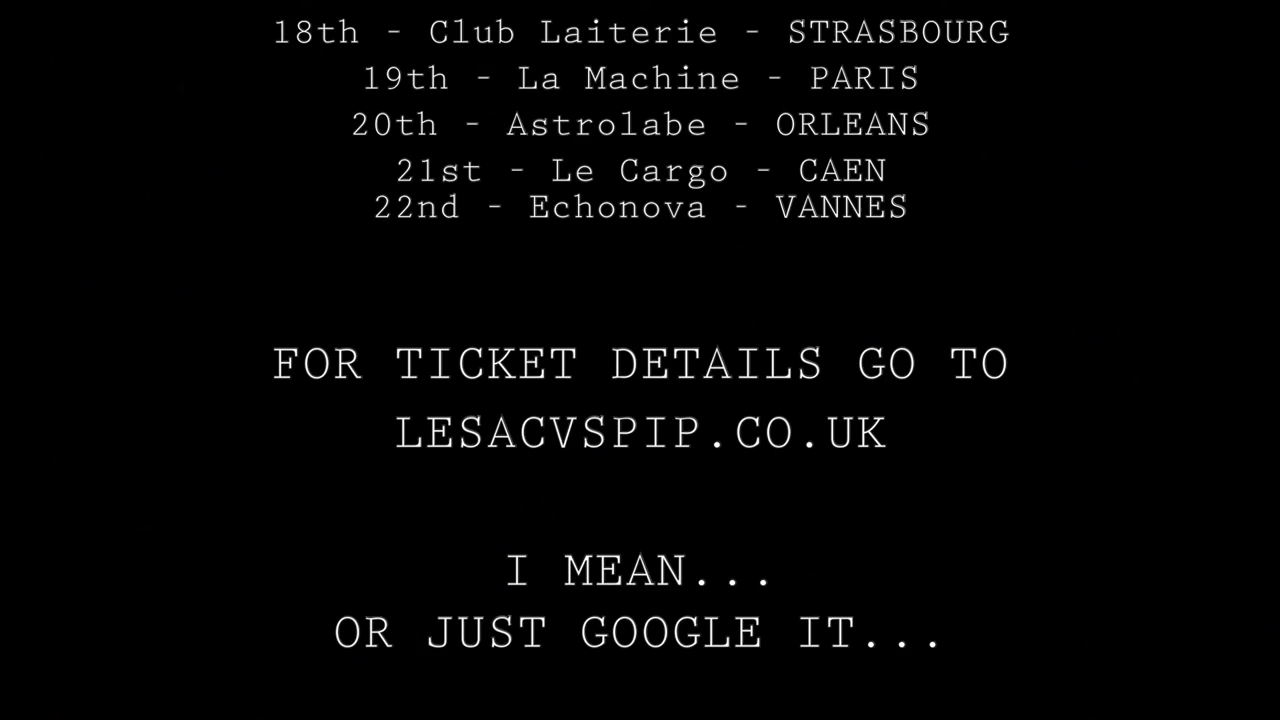 18th - Club Laiterie - STRASBOURG
19th - La Machine - PARIS
20th - Astrolabe - ORLEANS
21st - Le Cargo - CAEN
22nd - Echonova - VANNES
FOR TICKET DETAILS GO TO
LESACVSPIP.CO.UK
I MEAN...
OR JUST GOOGLE IT...